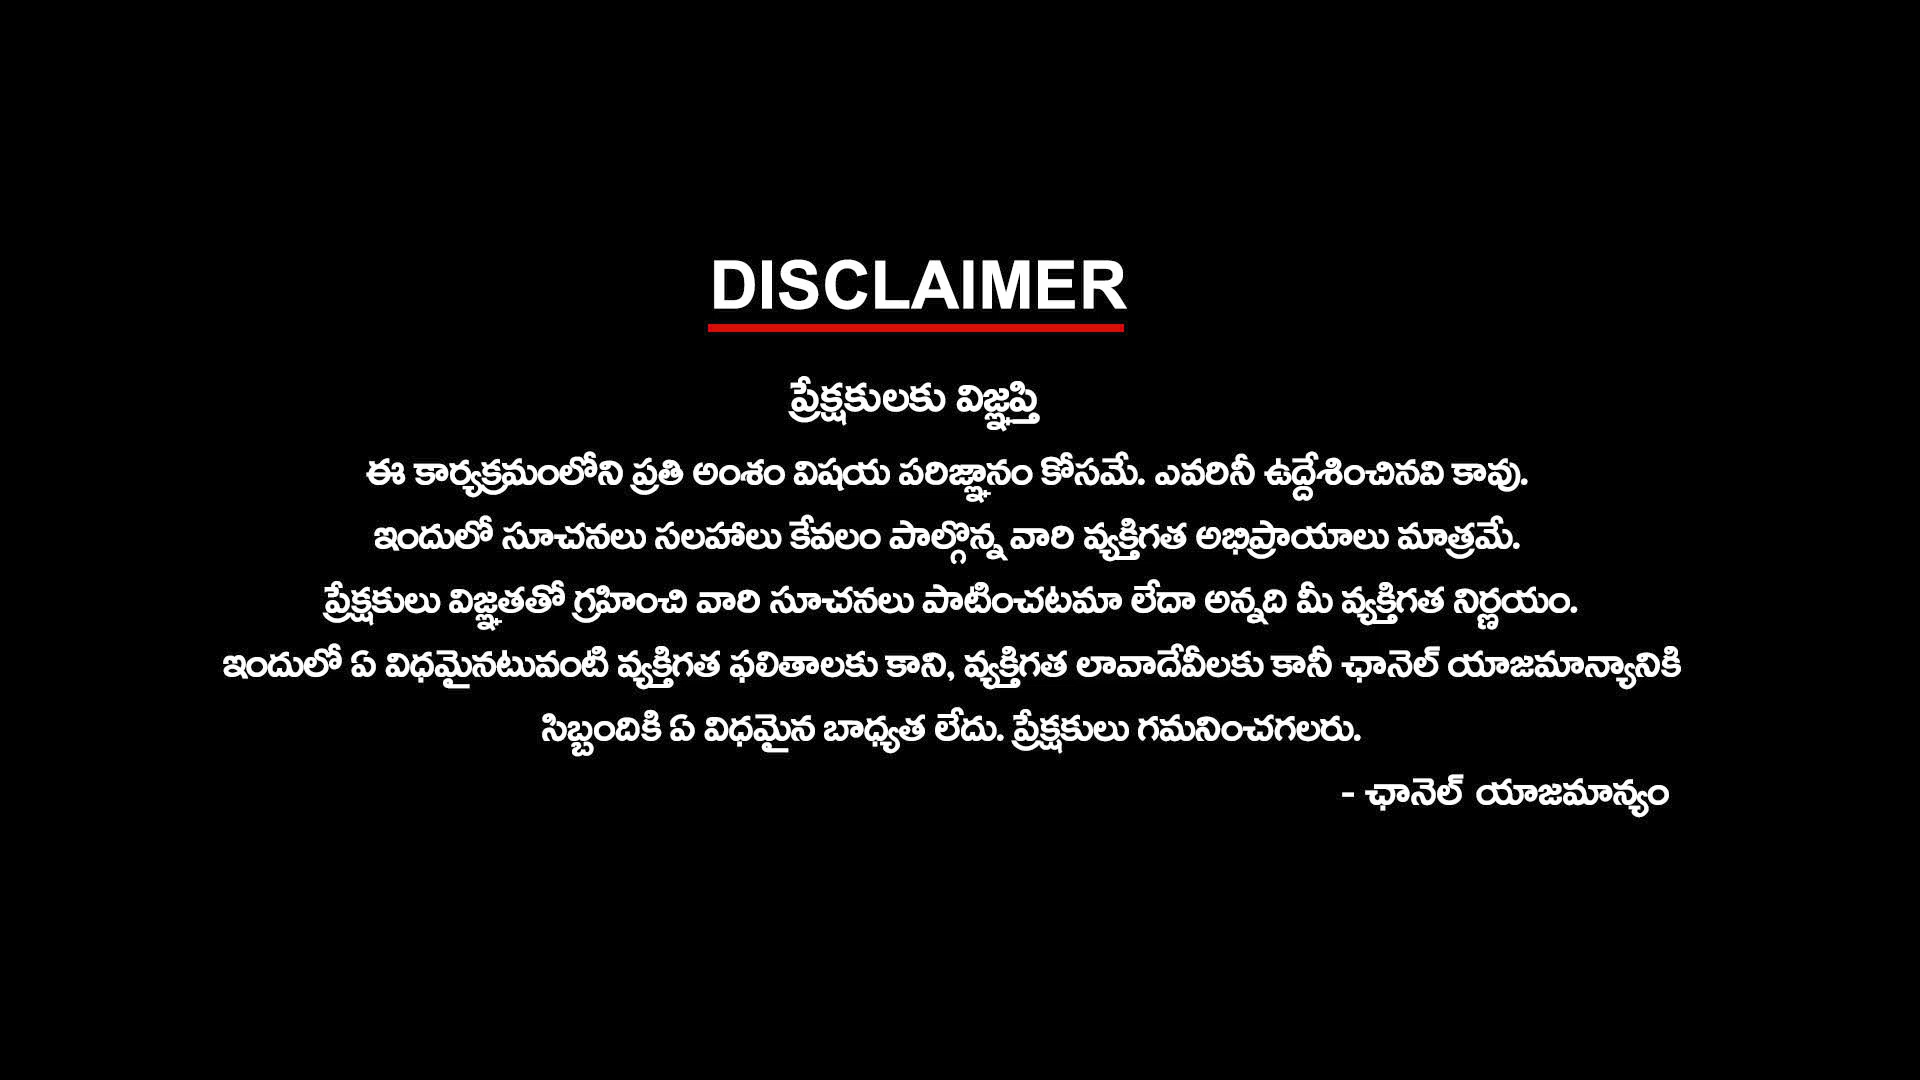 DISCLAIMER
ప్రేక్షకులకు విజ్ఞప్తి
ఈ కార్యక్రమంలోని ప్రతి అంశం విషయ పరిజ్ఞానం కోసమే. ఎవరినీ ఉద్దేశించినవి కావు.
ఇందులో సూచనలు సలహాలు కేవలం పాల్గొన్న వారి వ్యక్తిగత అభిప్రాయాలు మాత్రమే.
ప్రేక్షకులు విజ్ఞతతో గ్రహించి వారి సూచనలు పాటించటమా లేదా అన్నది మీ వ్యక్తిగత నిర్ణయం.
ఇందులో ఏ విధమైనటువంటి వ్యక్తిగత ఫలితాలకు కాని, వ్యక్తిగత లావాదేవీలకు కానీ ఛానెల్ యాజమాన్యానికి
సిబ్బందికి ఏ విధమైన బాధ్యత లేదు. ప్రేక్షకులు గమనించగలరు.
- ఛానెల్ యాజమాన్యం